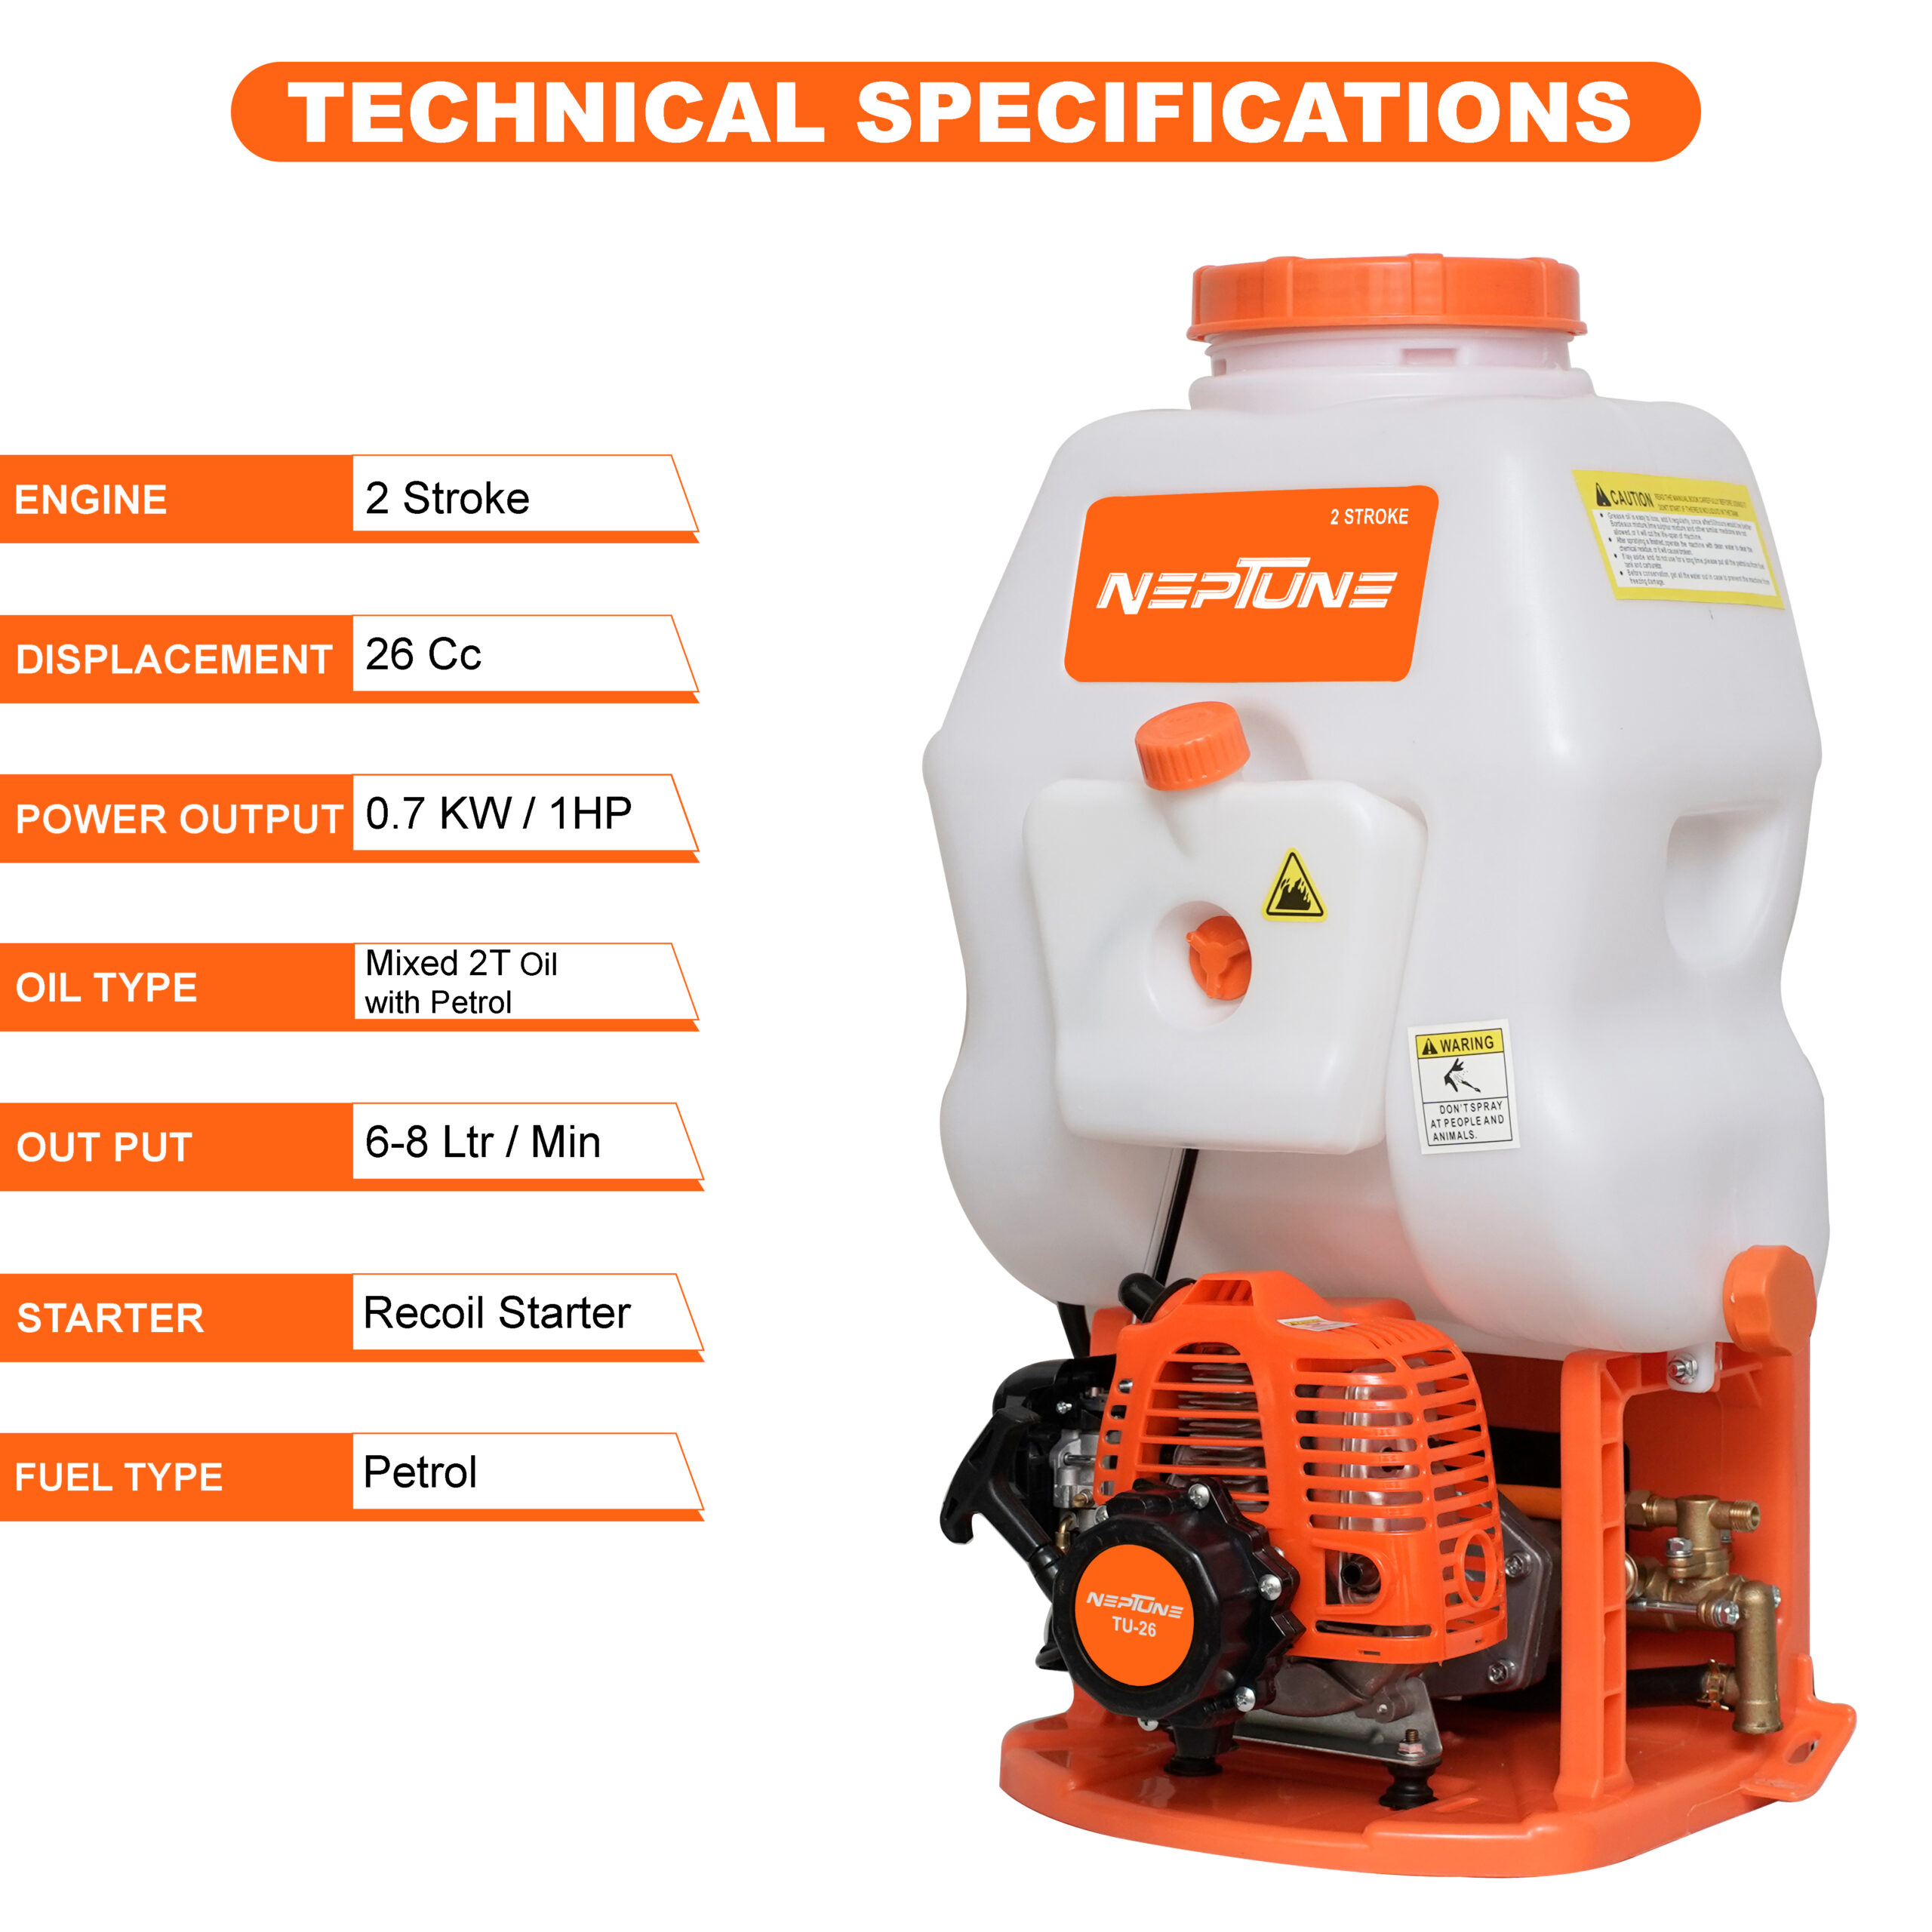 TECHNICAL SPECIFICATIONS
ENGINE
2 Stroke
DISPLACEMENT
26 Cc
POWER OUTPUT
0.7 KW / 1HP
OIL TYPE
Mixed 2T Oil
with Petrol
OUT PUT
6-8 Ltr / Min
STARTER
Recoil Starter
FUEL TYPE
Petrol
2 STROKE
NEPTUNE
CAUTION
WARING
DON'T SPRAY
AT PEOPLE AND
ANIMALS.
NEPTUNE
TU-26